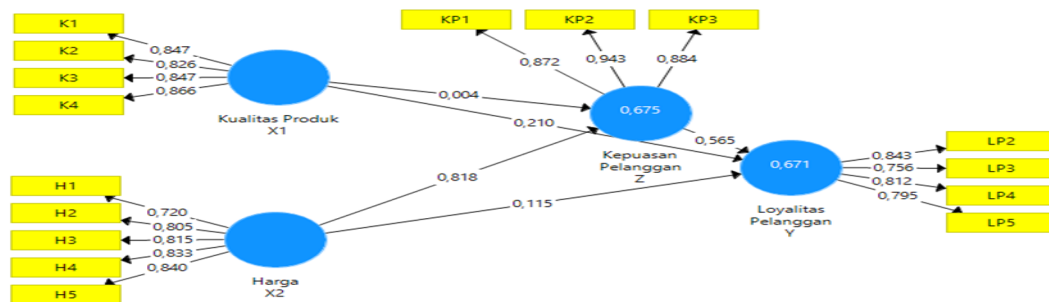 K1
K2
K3
K4
0,847
0,826
0,847
0,866
Kualitas Produk
X1
KP1
KP2
KP3
0,872
0,943
0,884
0,004
0,210
0,675
Kepuasan
Pelanggan
Z
0,565
0,818
0,115
0,671
Loyalitas
Pelanggan
Y
0,843
0,756
0,812
0,795
LP2
LP3
LP4
LP5
H1
H2
H3
H4
H5
0,720
0,805
0,815
0,833
0,840
Harga
X2